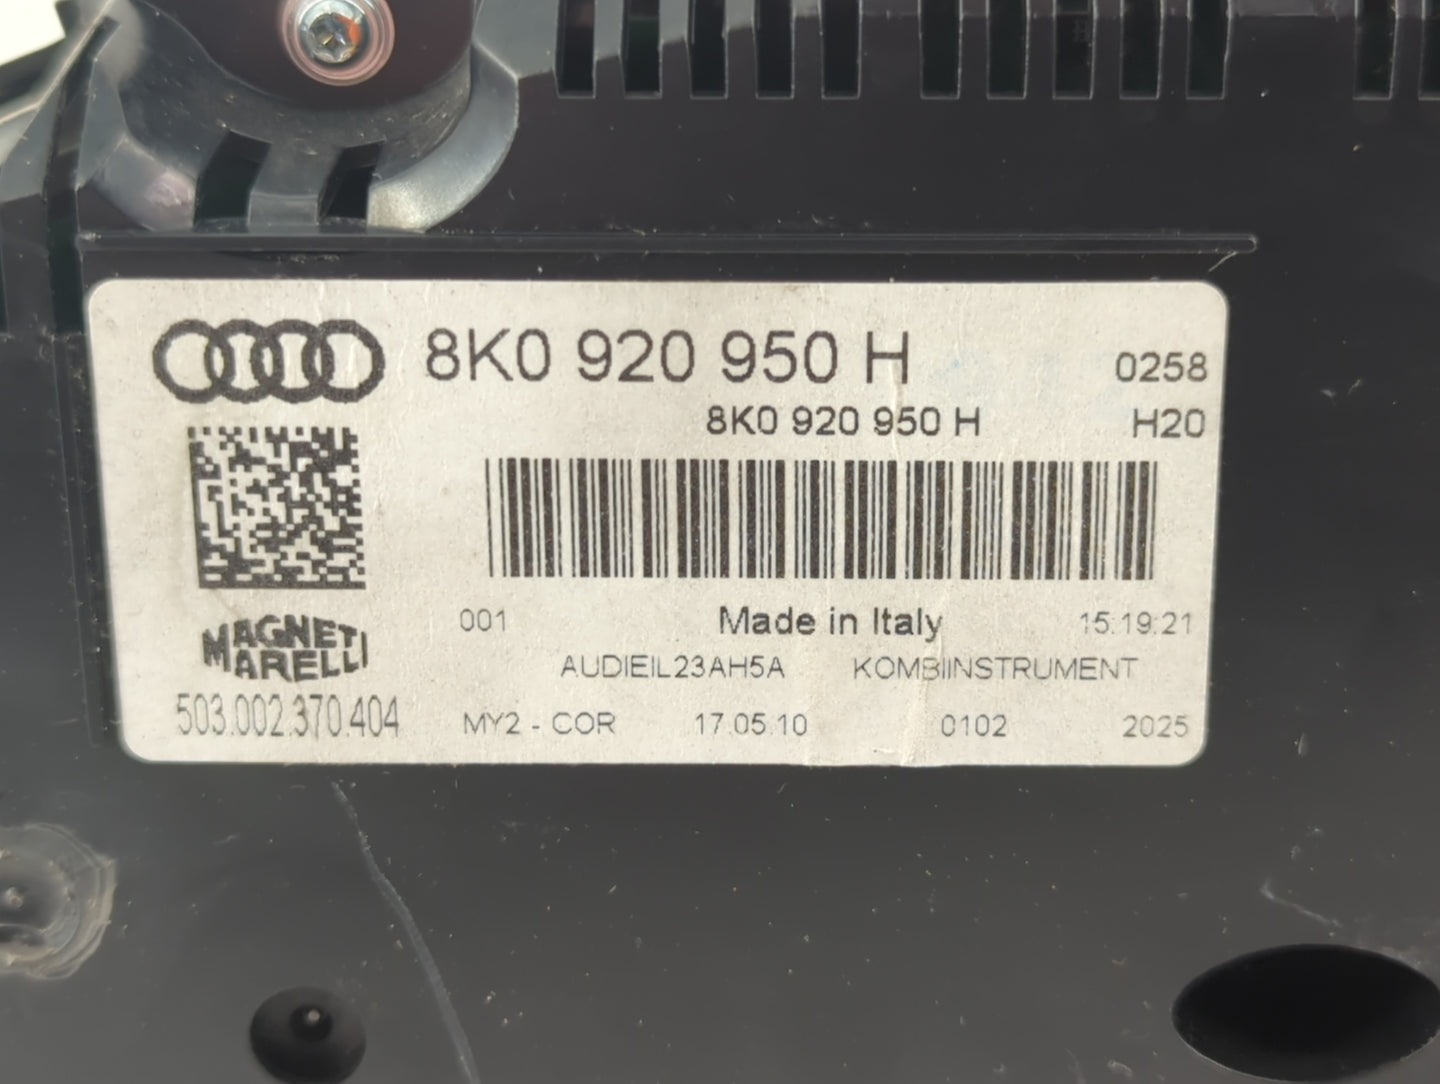 8K0 920 950 H
0258
8K0 920 950 H
H20
001
Made in Italy
15:19:21
MAGNETI
MARELLI
AUDIEIL23AH5A
KOMBIINSTRUMENT
503.002.370.404
MY2 - COR
17.05.10
0102
2025